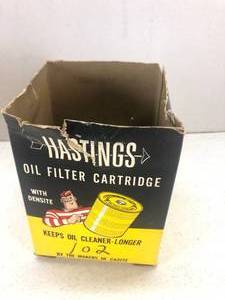 HASTINGS
OIL FILTER CARTRIDGE
WITH
DENSITE
KEEPS OIL CLEANER-LONGER
102
BY THE MAKERS OF CASITE